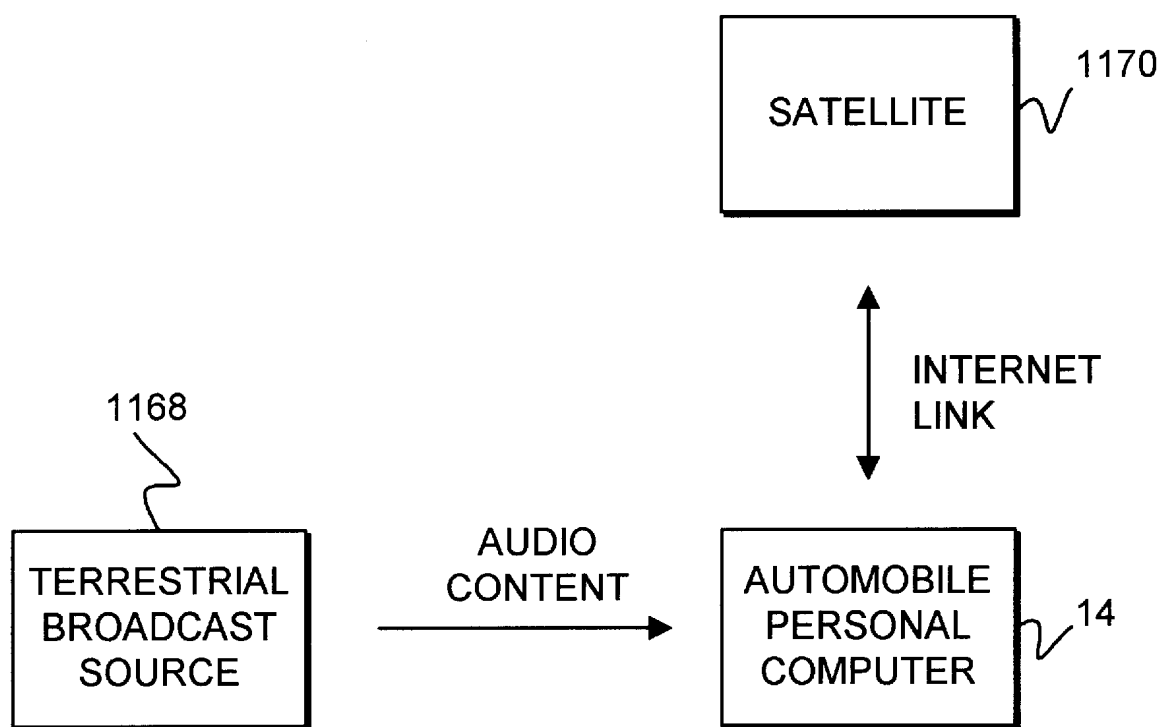 SATELLITE
1170
INTERNET
LINK
1168
TERRESTRIAL
BROADCAST
SOURCE
AUDIO
CONTENT
AUTOMOBILE
PERSONAL
COMPUTER
14